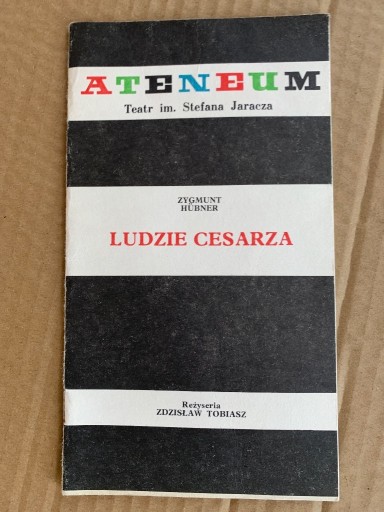 ATENEUM
Teatr im. Stefana Jaracza
ZYGMUNT
HÜBNER
LUDZIE CESARZA
Reżyseria
ZDZISŁAW TOBIASZ